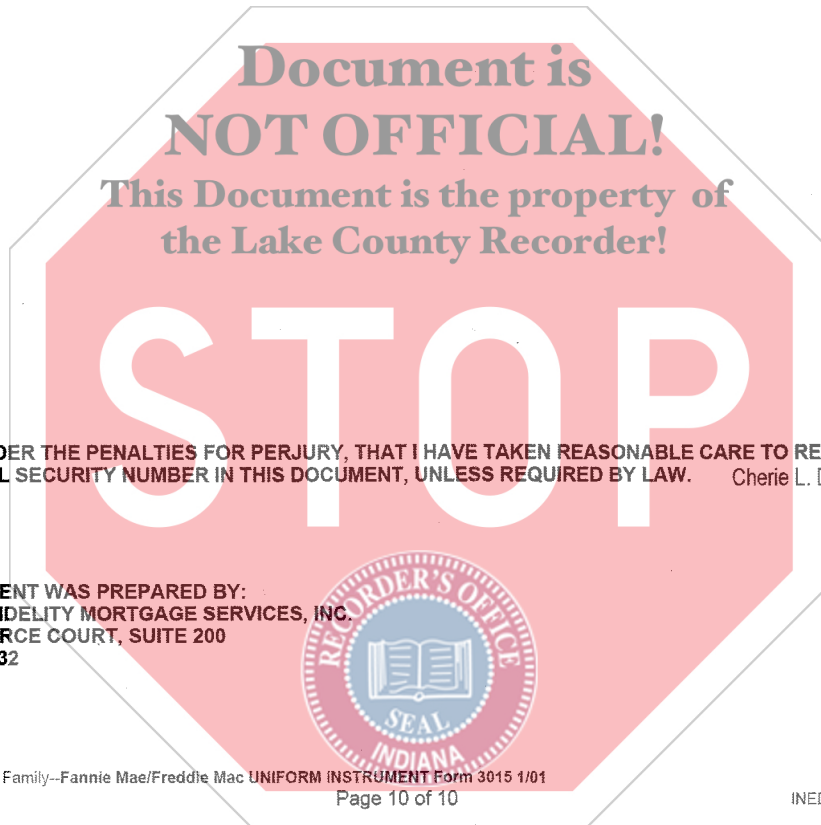 Document is
NOT OFFICIAL!
This Document is the property of
the Lake County Recorder!
STOP
DER THE PENALTIES FOR PERJURY, THAT I HAVE TAKEN REASONABLE CARE TO RE
L SECURITY NUMBER IN THIS DOCUMENT, UNLESS REQUIRED BY LAW. Cherie L. D
ENT WAS PREPARED BY:
IDELITY MORTGAGE SERVICES, INC.
RCE COURT, SUITE 200
32
RECORDER'S OFFICE
SEAL
INDIANA
Family--Fannie Mae/Freddie Mac UNIFORM INSTRUMENT Form 3015 1/01
Page 10 of 10
INED